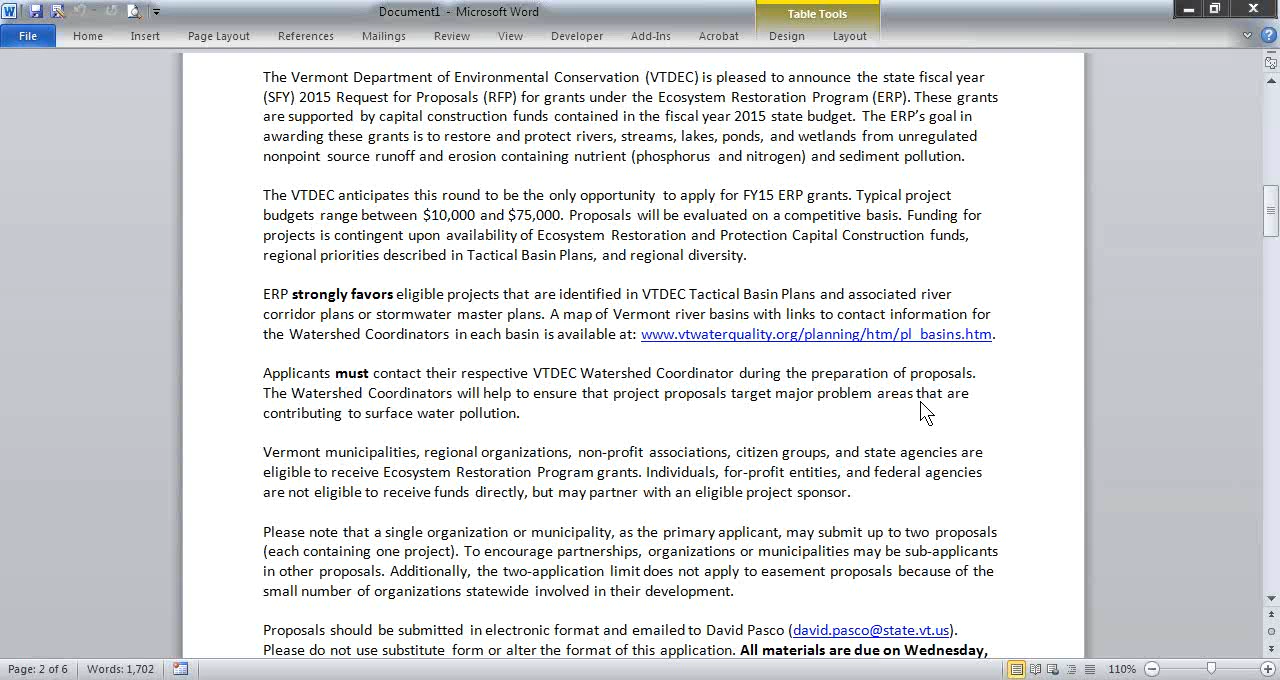 Document1 - Microsoft Word
Table Tools
File Home Insert Page Layout References Mailings Review View Developer Add-Ins Acrobat Design Layout
The Vermont Department of Environmental Conservation (VTDEC) is pleased to announce the state fiscal year
(SFY) 2015 Request for Proposals (RFP) for grants under the Ecosystem Restoration Program (ERP). These grants
are supported by capital construction funds contained in the fiscal year 2015 state budget. The ERP's goal in
awarding these grants is to restore and protect rivers, streams, lakes, ponds, and wetlands from unregulated
nonpoint source runoff and erosion containing nutrient (phosphorus and nitrogen) and sediment pollution.
The VTDEC anticipates this round to be the only opportunity to apply for FY15 ERP grants. Typical project
budgets range between $10,000 and $75,000. Proposals will be evaluated on a competitive basis. Funding for
projects is contingent upon availability of Ecosystem Restoration and Protection Capital Construction funds,
regional priorities described in Tactical Basin Plans, and regional diversity.
ERP strongly favors eligible projects that are identified in VTDEC Tactical Basin Plans and associated river
corridor plans or stormwater master plans. A map of Vermont river basins with links to contact information for
the Watershed Coordinators in each basin is available at: www.vtwaterquality.org/planning/htm/pl_basins.htm.
Applicants must contact their respective VTDEC Watershed Coordinator during the preparation of proposals.
The Watershed Coordinators will help to ensure that project proposals target major problem areas that are
contributing to surface water pollution.
Vermont municipalities, regional organizations, non-profit associations, citizen groups, and state agencies are
eligible to receive Ecosystem Restoration Program grants. Individuals, for-profit entities, and federal agencies
are not eligible to receive funds directly, but may partner with an eligible project sponsor.
Please note that a single organization or municipality, as the primary applicant, may submit up to two proposals
(each containing one project). To encourage partnerships, organizations or municipalities may be sub-applicants
in other proposals. Additionally, the two-application limit does not apply to easement proposals because of the
small number of organizations statewide involved in their development.
Proposals should be submitted in electronic format and emailed to David Pasco (david.pasco@state.vt.us).
Please do not use substitute form or alter the format of this application. All materials are due on Wednesday,
Page: 2 of 6 Words: 1,702 110%